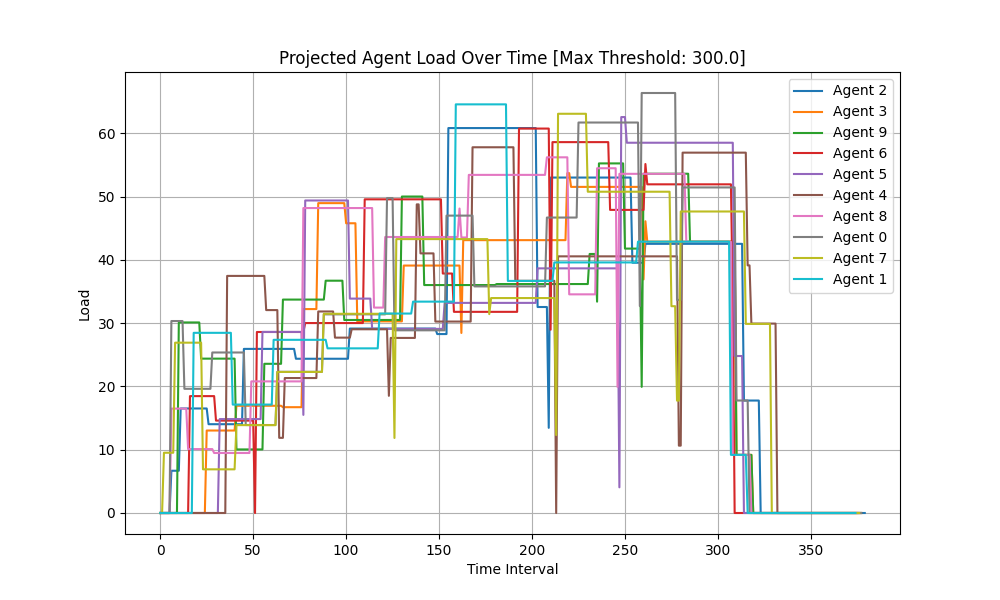 Projected Agent Load Over Time [Max Threshold: 300.0]
Load
60
50
40
30
20
10
0
0 50 100 150 200 250 300 350
Time Interval
Agent 2
Agent 3
Agent 9
Agent 6
Agent 5
Agent 4
Agent 8
Agent 0
Agent 7
Agent 1